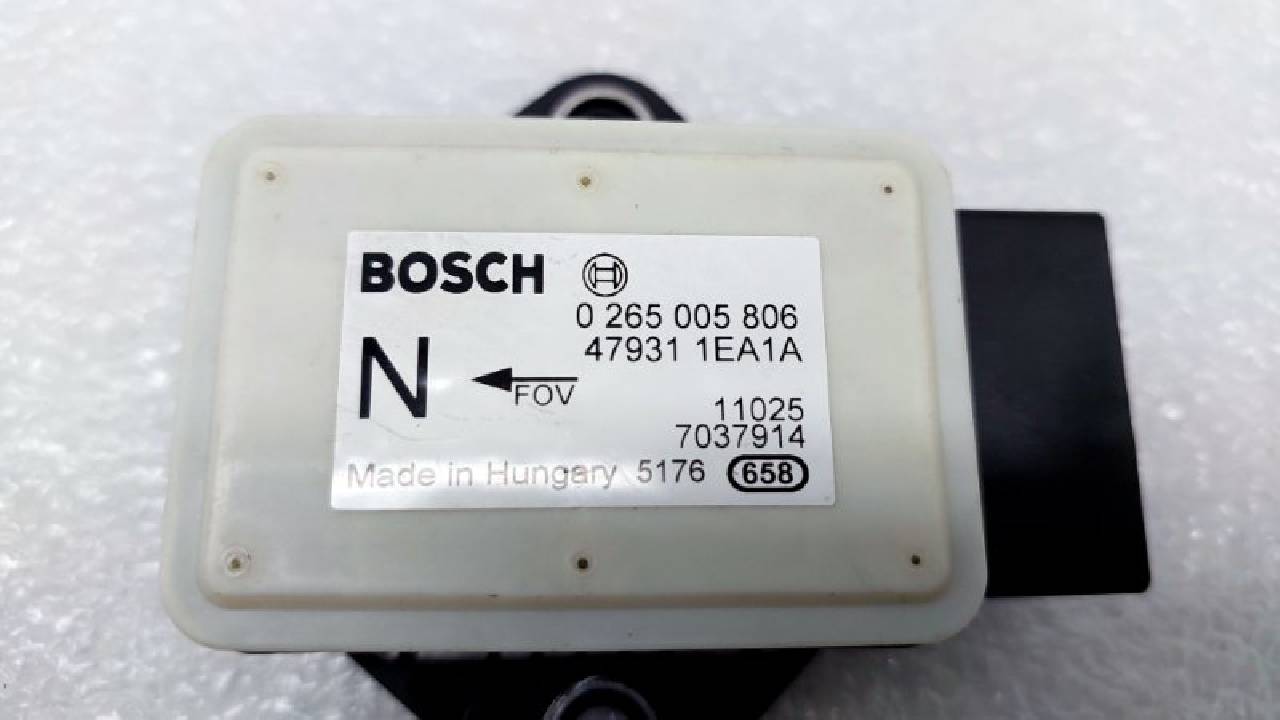 BOSCH
0 265 005 806
47931 1EA1A
N
FOV
11025
7037914
Made in Hungary 5176 658